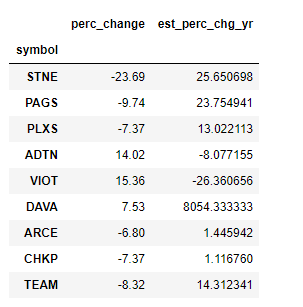 perc_change est_perc_chg_yr
symbol
STNE -23.69 25.650698
PAGS -9.74 23.754941
PLXS -7.37 13.022113
ADTN 14.02 -8.077155
VIOT 15.36 -26.360656
DAVA 7.53 8054.333333
ARCE -6.80 1.445942
CHKP -7.37 1.116760
TEAM -8.32 14.312341